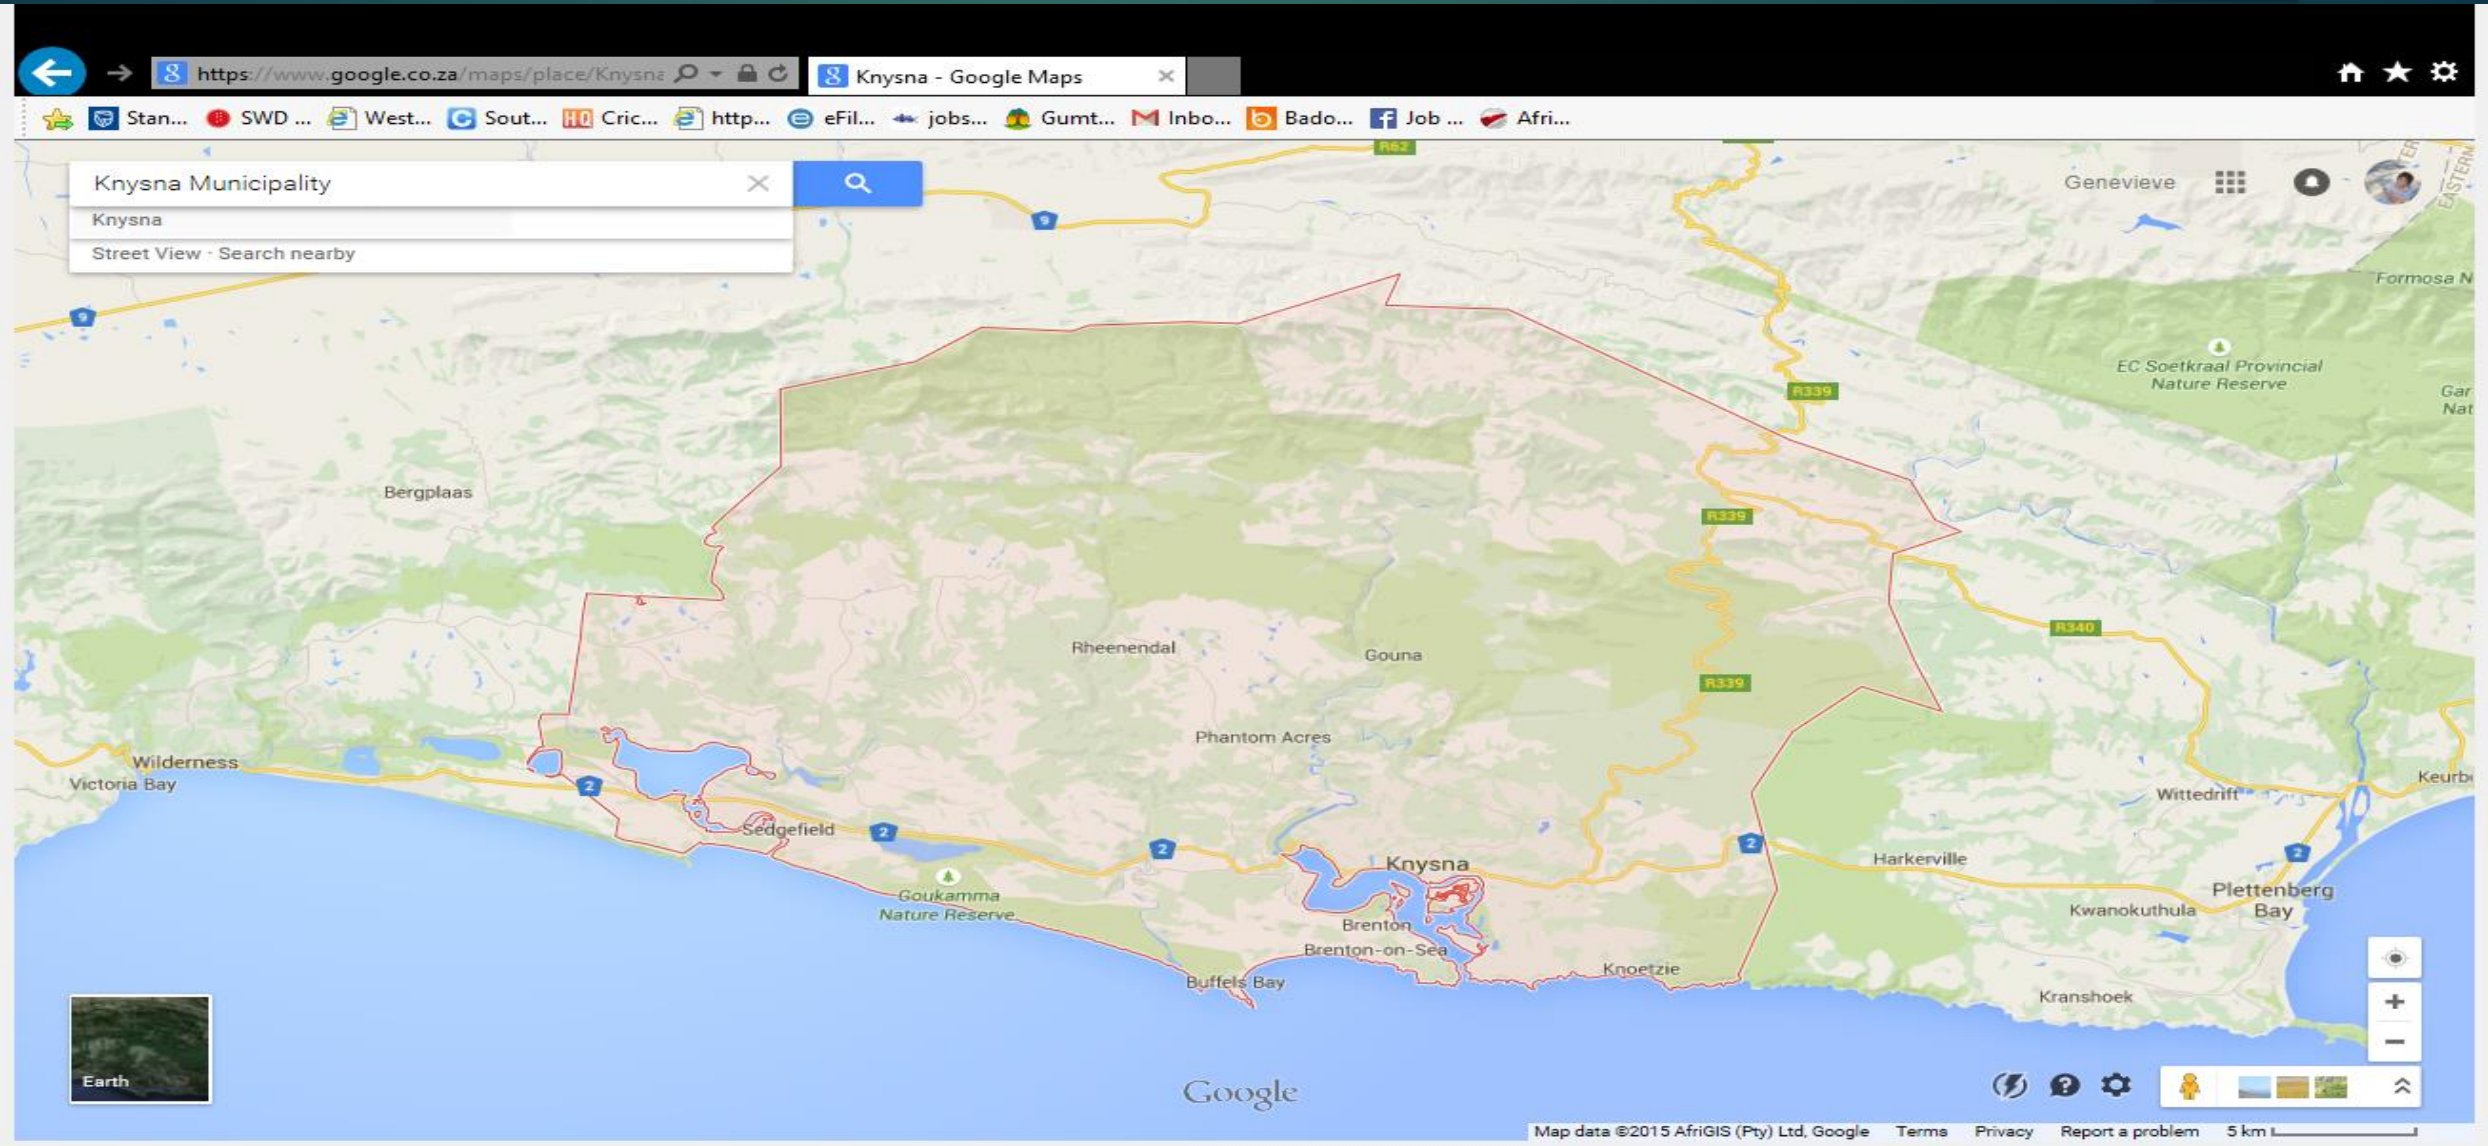 https://www.google.co.za/maps/place/Knysna
Knysna - Google Maps
Stan... SWD ... West... Sout... HQ Cric... http... eFil... jobs... Gumt... Inbo... Bado... Job ... Afri...
R62
Knysna Municipality
Genevieve
Knysna
9
Street View · Search nearby
Formosa N
9
EC Soetkraal Provincial
Nature Reserve
R339
Gar
Nat
Bergplaas
R339
R340
Rheenendal
Gouna
R339
Phantom Acres
Wilderness
Victoria Bay
2
Keurb
Wittedrift
Sedgefield
2
2
2
2
Knysna
Harkerville
Goukamma
Nature Reserve
Plettenberg
Bay
Kwanokuthula
Brenton
Brenton-on-Sea
Knoetzie
Buffels Bay
Kranshoek
Earth
Google
Map data ©2015 AfriGIS (Pty) Ltd, Google Terms Privacy Report a problem 5 km